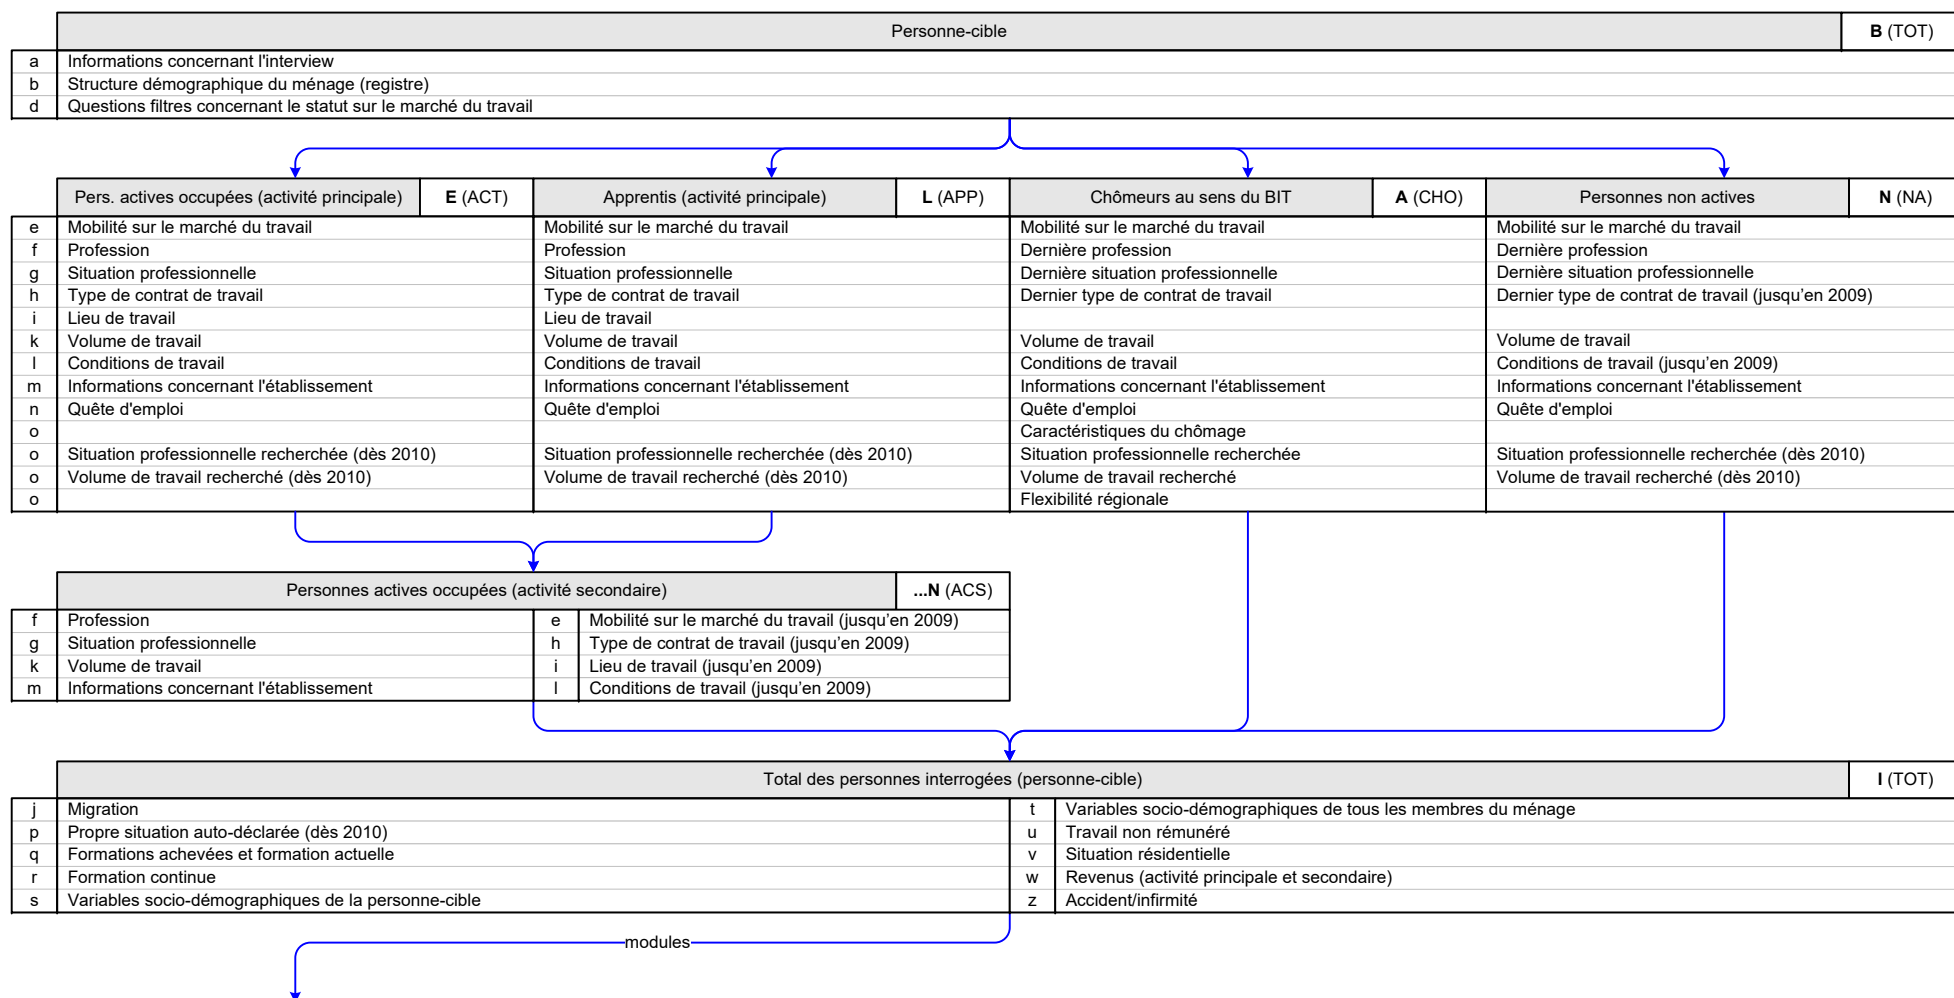 Personne-cible B (TOT)
a Informations concernant l'interview
b Structure démographique du ménage (registre)
d Questions filtres concernant le statut sur le marché du travail
Pers. actives occupées (activité principale) E (ACT) Apprentis (activité principale) L (APP) Chômeurs au sens du BIT A (CHO) Personnes non actives N (NA)
e Mobilité sur le marché du travail Mobilité sur le marché du travail Mobilité sur le marché du travail Mobilité sur le marché du travail
f Profession Profession Dernière profession Dernière profession
g Situation professionnelle Situation professionnelle Dernière situation professionnelle Dernière situation professionnelle
h Type de contrat de travail Type de contrat de travail Dernier type de contrat de travail Dernier type de contrat de travail (jusqu'en 2009)
i Lieu de travail Lieu de travail
k Volume de travail Volume de travail Volume de travail Volume de travail
l Conditions de travail Conditions de travail Conditions de travail Conditions de travail (jusqu'en 2009)
m Informations concernant l'établissement Informations concernant l'établissement Informations concernant l'établissement Informations concernant l'établissement
n Quête d'emploi Quête d'emploi Quête d'emploi Quête d'emploi
o Caractéristiques du chômage
o Situation professionnelle recherchée (dès 2010) Situation professionnelle recherchée (dès 2010) Situation professionnelle recherchée Situation professionnelle recherchée (dès 2010)
o Volume de travail recherché (dès 2010) Volume de travail recherché (dès 2010) Volume de travail recherché Volume de travail recherché (dès 2010)
o Flexibilité régionale
Personnes actives occupées (activité secondaire) ...N (ACS)
f Profession e Mobilité sur le marché du travail (jusqu'en 2009)
g Situation professionnelle h Type de contrat de travail (jusqu'en 2009)
k Volume de travail i Lieu de travail (jusqu'en 2009)
m Informations concernant l'établissement l Conditions de travail (jusqu'en 2009)
Total des personnes interrogées (personne-cible) I (TOT)
j Migration t Variables socio-démographiques de tous les membres du ménage
p Propre situation auto-déclarée (dès 2010) u Travail non rémunéré
q Formations achevées et formation actuelle v Situation résidentielle
r Formation continue w Revenus (activité principale et secondaire)
s Variables socio-démographiques de la personne-cible z Accident/infirmité
modules